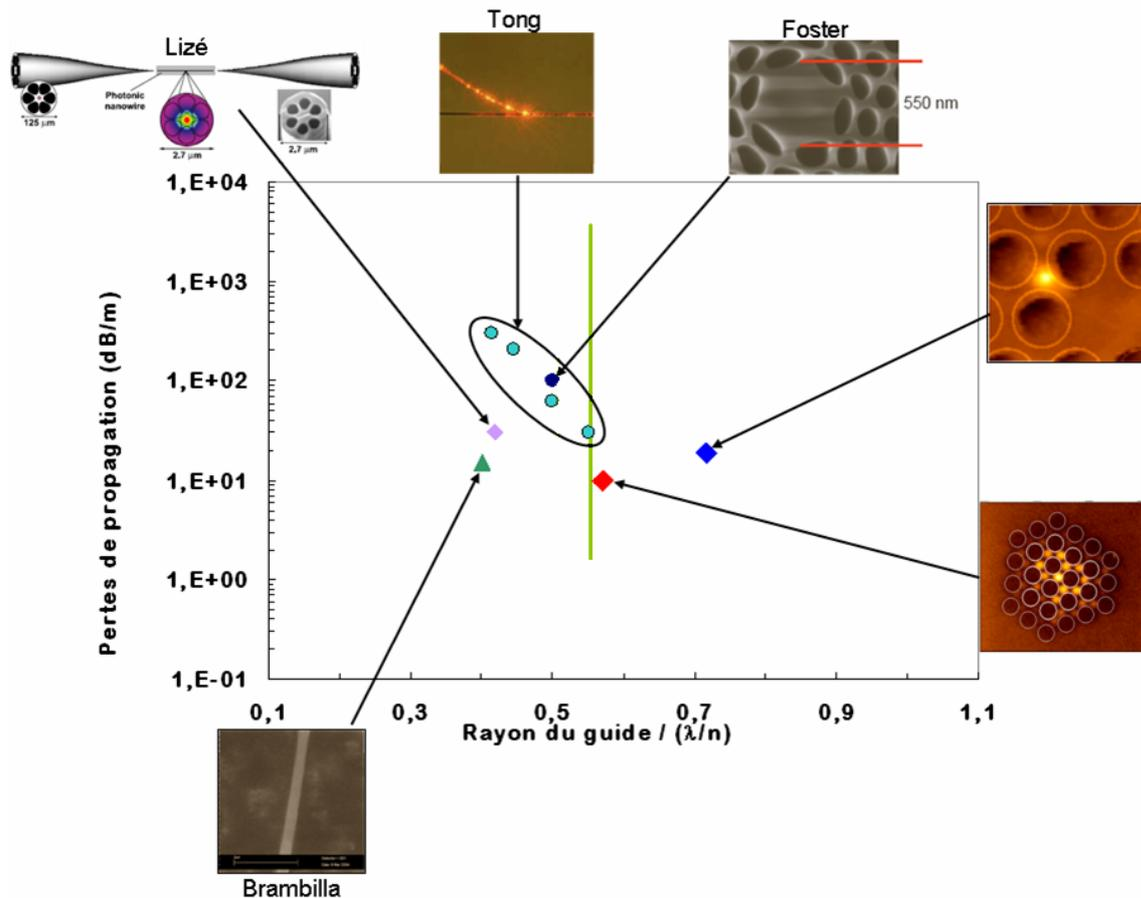 Tong
Foster
Lizé
Photonic
nanowire
125 μm
2.7 μm
2,7 μm
550 nm
1,E+04
1,E+03
1,E+02
1,E+01
1,E+00
1,E-01
Pertes de propagation (dB/m)
0,1 0,3 0,5 0,7 0,9 1,1
Rayon du guide / (λ/n)
Brambilla